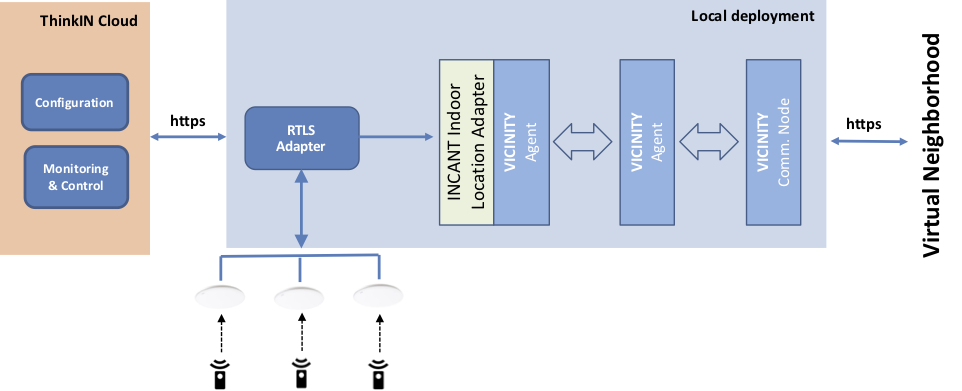 ThinkIN Cloud
Configuration
Monitoring
& Control
https
Local deployment
RTLS
Adapter
INCANT Indoor
Location Adapter
VICINITY
Agent
VICINITY
Agent
VICINITY
Comm. Node
https
Virtual Neighborhood